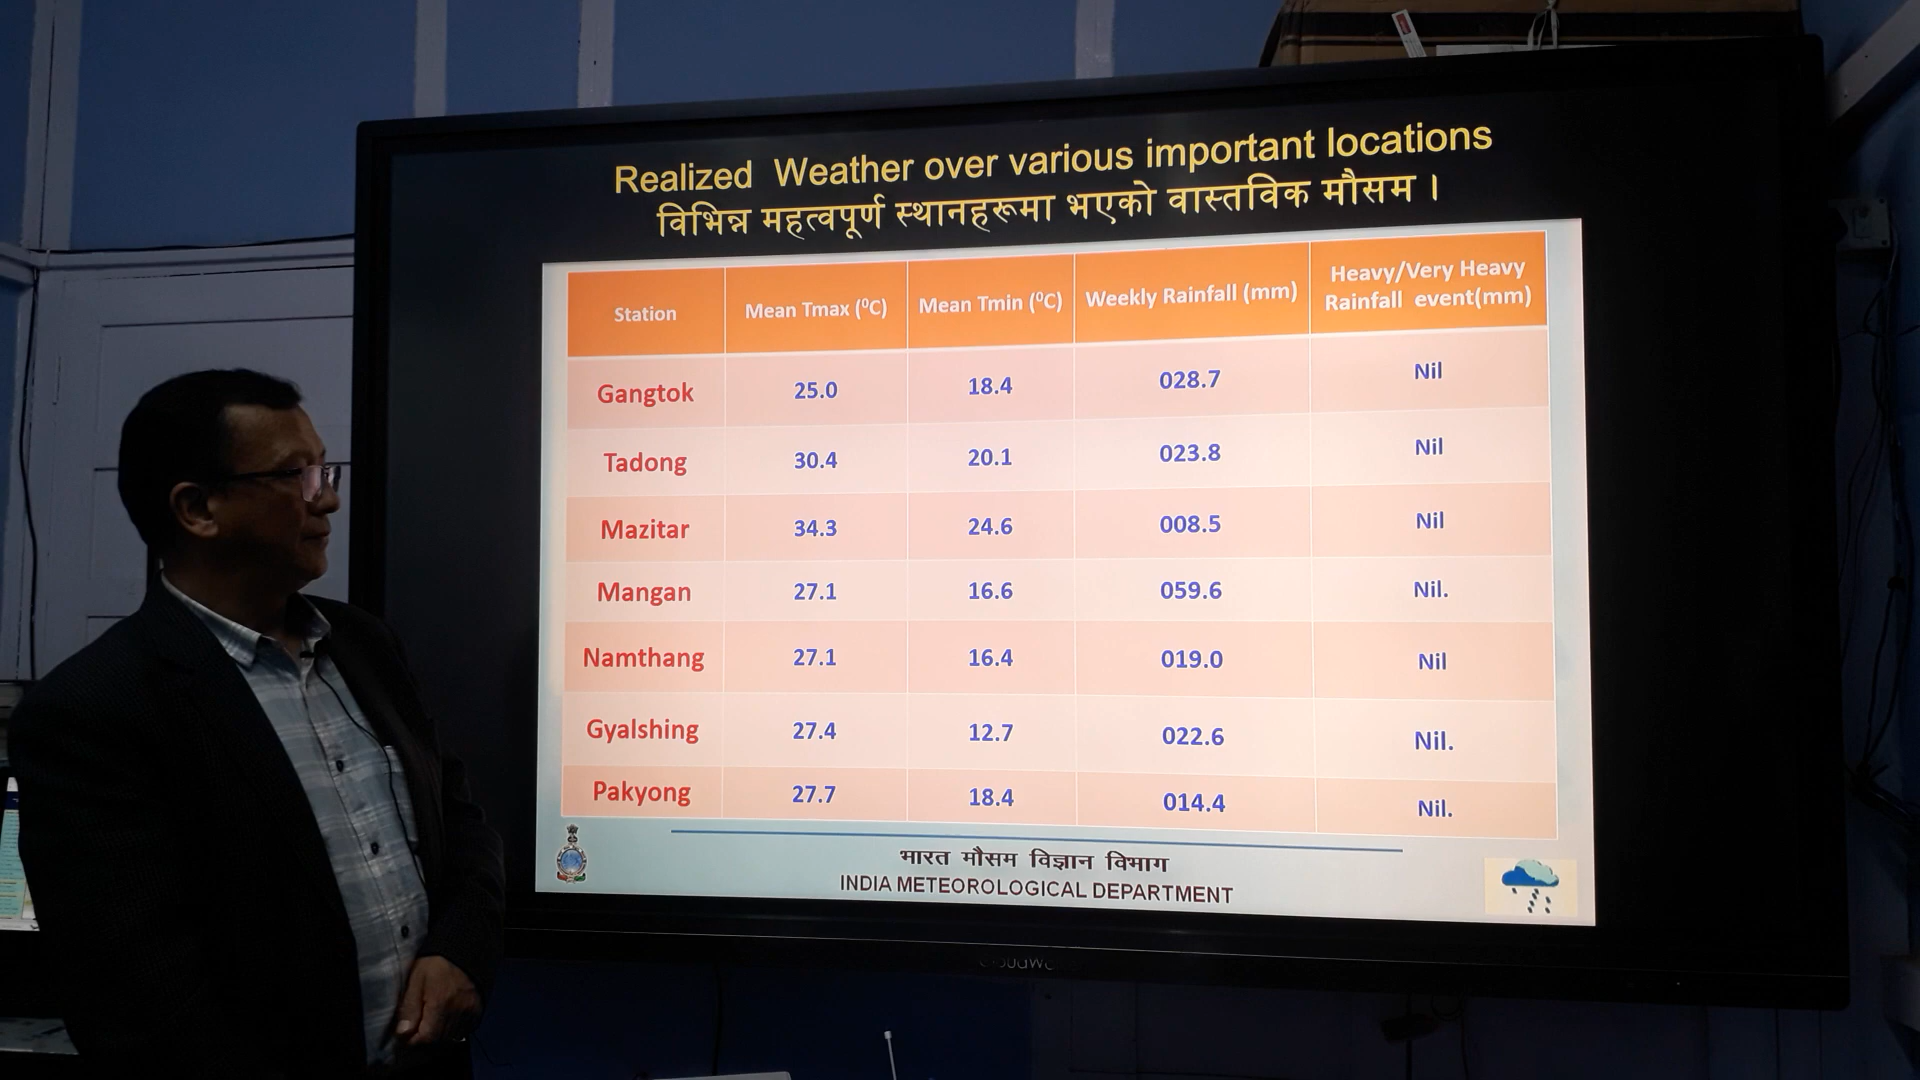 Realized Weather over various important locations
विभिन्न महत्वपूर्ण स्थानहरूमा भएको वास्तविक मौसम ।
Station Mean Tmax (⁰C) Mean Tmin (⁰C) Weekly Rainfall (mm) Heavy/Very Heavy Rainfall event(mm)
Gangtok 25.0 18.4 028.7 Nil
Tadong 30.4 20.1 023.8 Nil
Mazitar 34.3 24.6 008.5 Nil
Mangan 27.1 16.6 059.6 Nil.
Namthang 27.1 16.4 019.0 Nil
Gyalshing 27.4 12.7 022.6 Nil.
Pakyong 27.7 18.4 014.4 Nil.
भारत मौसम विज्ञान विभाग
INDIA METEOROLOGICAL DEPARTMENT